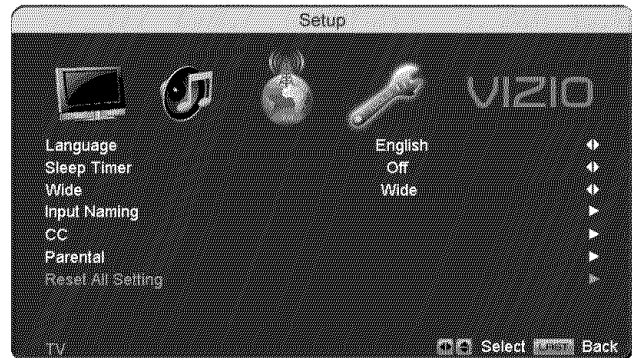 Setup
VIZIO
Language English
Sleep Timer Off
Wide Wide
Input Naming
CC
Parental
Reset All Setting
TV Select LAST Back